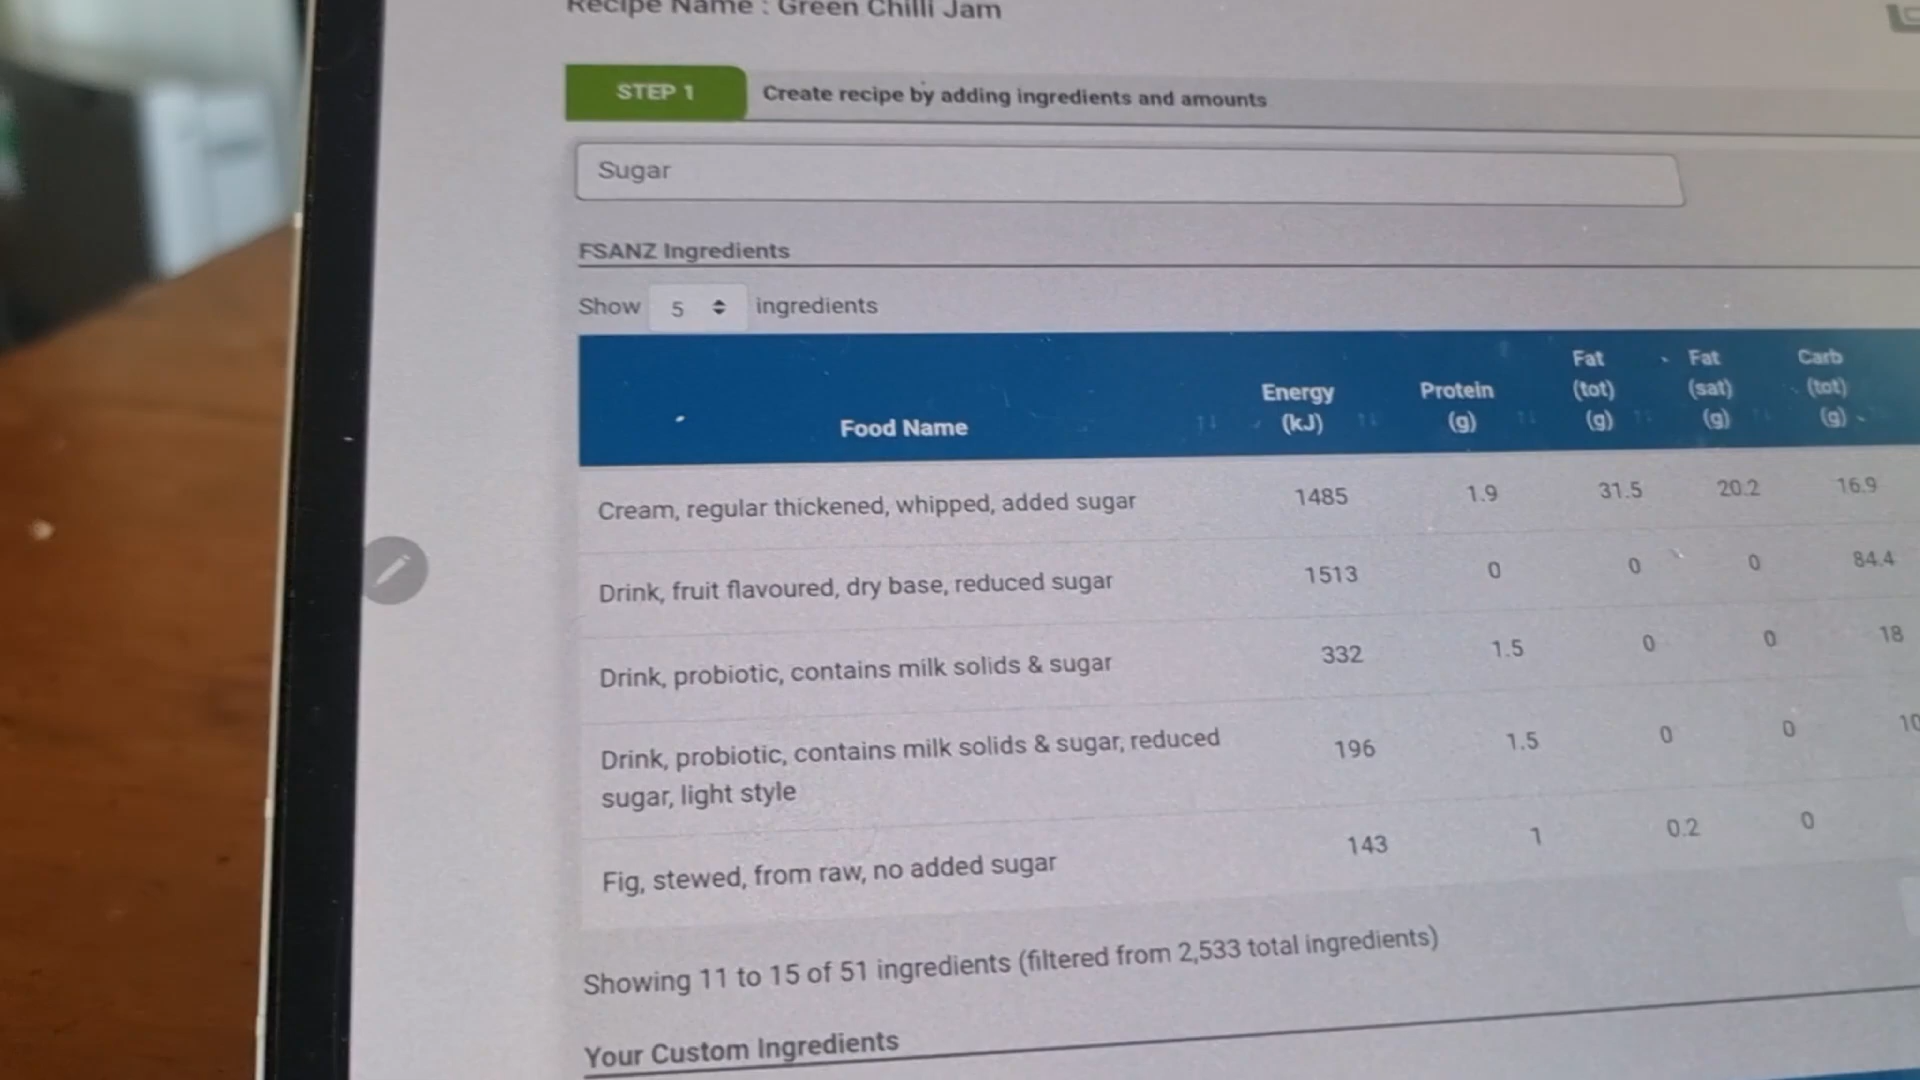 Recipe Name : Green Chilli Jam
STEP 1
Create recipe by adding ingredients and amounts
Sugar
FSANZ Ingredients
Show 5 ingredients
Food Name Energy (kJ) Protein (g) Fat (tot) (g) Fat (sat) (g) Carb (tot) (g)
Cream, regular thickened, whipped, added sugar 1485 1.9 31.5 20.2 16.9
Drink, fruit flavoured, dry base, reduced sugar 1513 0 0 0 84.4
Drink, probiotic, contains milk solids & sugar 332 1.5 0 0 18
Drink, probiotic, contains milk solids & sugar, reduced 196 1.5 0 0 10
sugar, light style
Fig, stewed, from raw, no added sugar 143 1 0.2 0
Showing 11 to 15 of 51 ingredients (filtered from 2,533 total ingredients)
Your Custom Ingredients